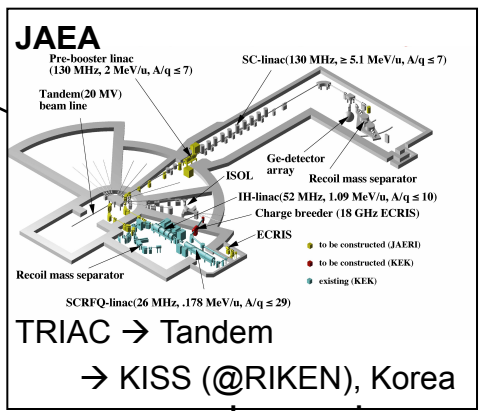 JAEA
Pre-booster linac
(130 MHz, 2 MeV/u, A/q ≤ 7)
SC-linac(130 MHz, ≥ 5.1 MeV/u, A/q ≤ 7)
Tandem(20 MV)
beam line
Ge-detector
array
Recoil mass separator
ISOL
IH-linac(52 MHz, 1.09 MeV/u, A/q ≤ 10)
Charge breeder (18 GHz ECRIS)
ECRIS
to be constructed (JAERI)
to be constructed (KEK)
existing (KEK)
Recoil mass separator
SCRFQ-linac(26 MHz, .178 MeV/u, A/q ≤ 29)
TRIAC → Tandem
→ KISS (@RIKEN), Korea